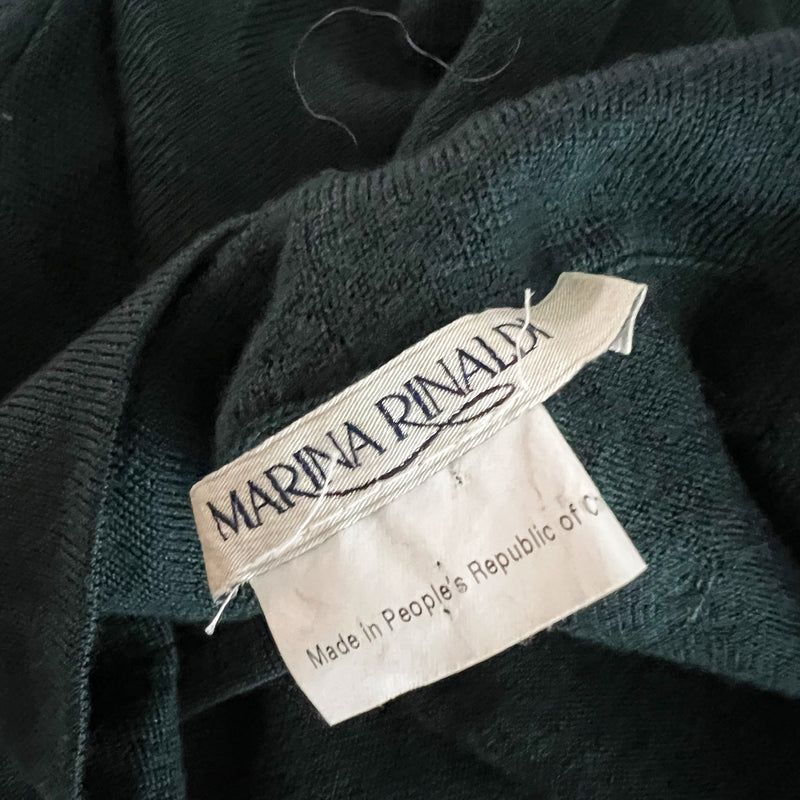 MARINA RINALDI
Made in People's Republic of C